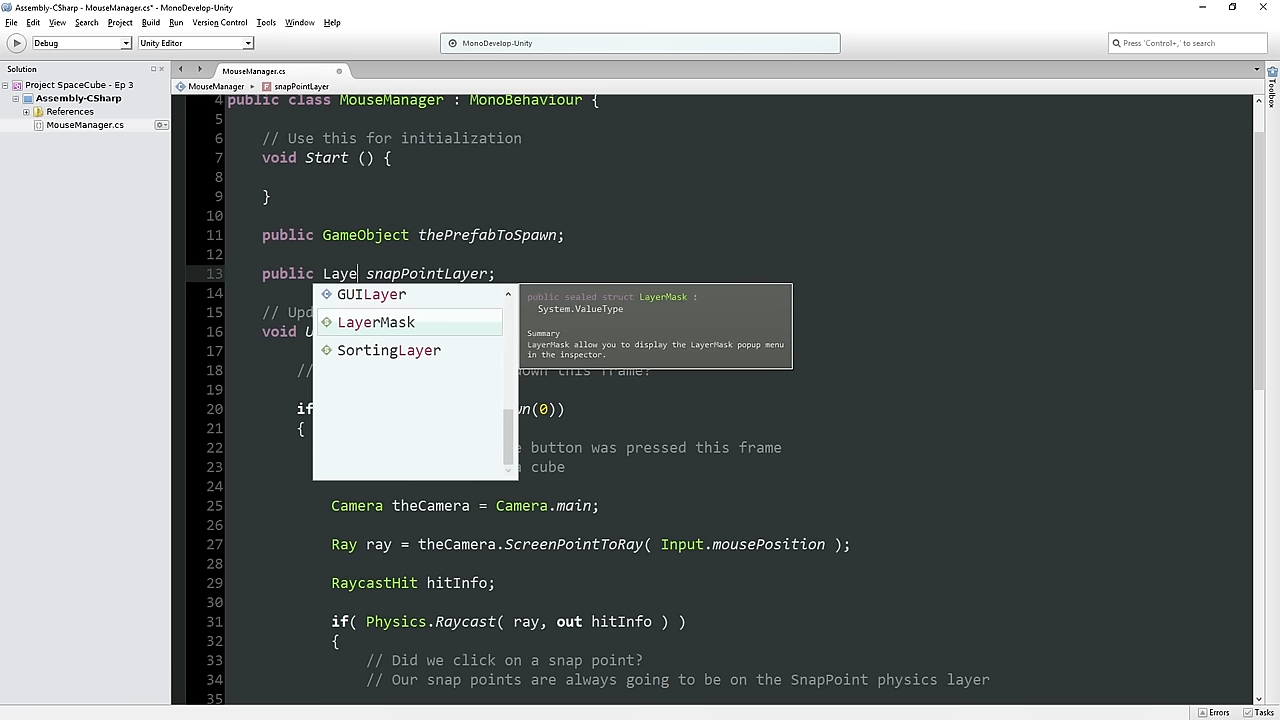 Assembly-CSharp - MouseManager.cs* - MonoDevelop-Unity
File Edit View Search Project Build Run Version Control Tools Window Help
Debug Unity Editor MonoDevelop-Unity Press 'Control+,' to search
Solution
Project SpaceCube - Ep 3
Assembly-CSharp
References
MouseManager.cs
MouseManager.cs
MouseManager snapPointLayer
4 public class MouseManager : MonoBehaviour {
5
6 // Use this for initialization
7 void Start () {
8
9 }
10
11 public GameObject thePrefabToSpawn;
12
13 public Laye snapPointLayer;
14
15 // Upd
16 void U
17
18 // down this frame?
19
20 if wn(0))
21 {
22 e button was pressed this frame
23 a cube
24
25 Camera theCamera = Camera.main;
26
27 Ray ray = theCamera.ScreenPointToRay( Input.mousePosition );
28
29 RaycastHit hitInfo;
30
31 if( Physics.Raycast( ray, out hitInfo ) )
32 {
33 // Did we click on a snap point?
34 // Our snap points are always going to be on the SnapPoint physics layer
35
GUILayer
LayerMask
SortingLayer
public sealed struct LayerMask :
System.ValueType
Summary
LayerMask allow you to display the LayerMask popup menu
in the inspector.
Toolbox
Errors Tasks